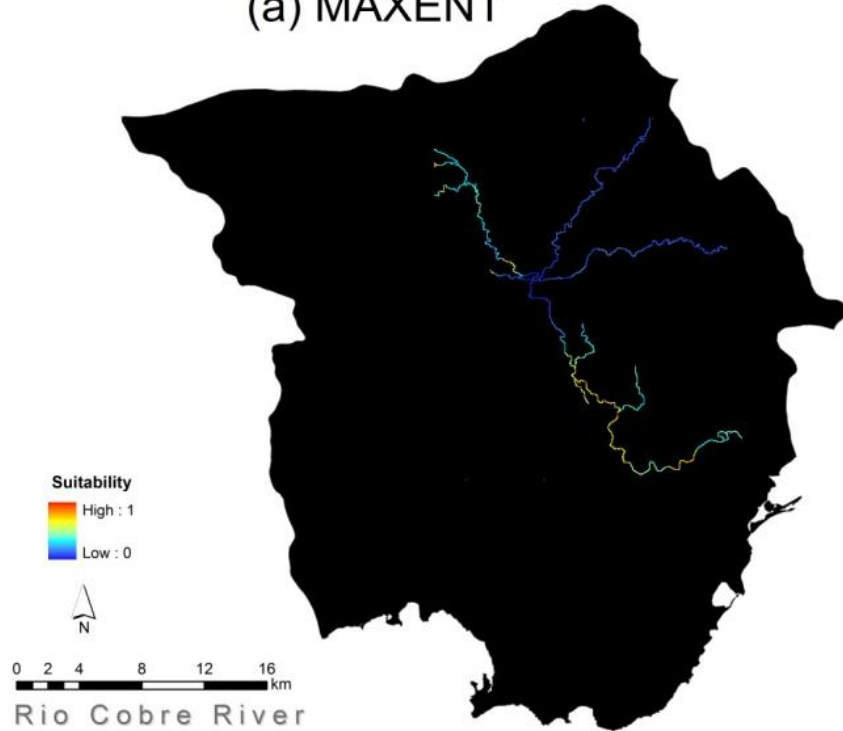 (a) MAXENT
Suitability
High : 1
Low : 0
N
0 2 4 8 12 16
km
Rio Cobre River